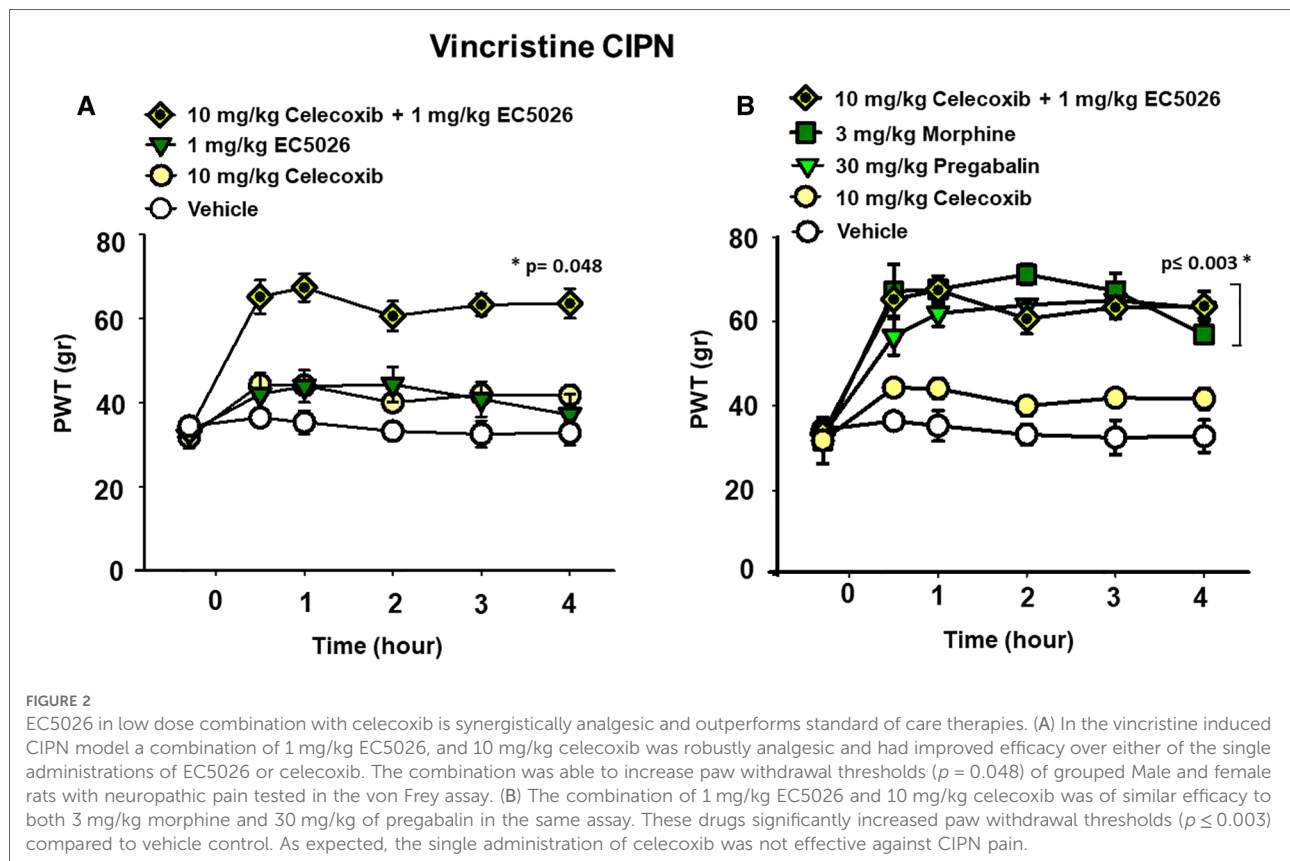 Vincristine CIPN
A
10 mg/kg Celecoxib + 1 mg/kg EC5026
1 mg/kg EC5026
10 mg/kg Celecoxib
Vehicle
80
60
40
20
0
PWT (gr)
* p= 0.048
0 1 2 3 4
Time (hour)
B
10 mg/kg Celecoxib + 1 mg/kg EC5026
3 mg/kg Morphine
30 mg/kg Pregabalin
10 mg/kg Celecoxib
Vehicle
80
60
40
20
0
PWT (gr)
p≤ 0.003 *
0 1 2 3 4
Time (hour)
FIGURE 2
EC5026 in low dose combination with celecoxib is synergistically analgesic and outperforms standard of care therapies. (A) In the vincristine induced
CIPN model a combination of 1 mg/kg EC5026, and 10 mg/kg celecoxib was robustly analgesic and had improved efficacy over either of the single
administrations of EC5026 or celecoxib. The combination was able to increase paw withdrawal thresholds (p = 0.048) of grouped Male and female
rats with neuropathic pain tested in the von Frey assay. (B) The combination of 1 mg/kg EC5026 and 10 mg/kg celecoxib was of similar efficacy to
both 3 mg/kg morphine and 30 mg/kg of pregabalin in the same assay. These drugs significantly increased paw withdrawal thresholds (p ≤ 0.003)
compared to vehicle control. As expected, the single administration of celecoxib was not effective against CIPN pain.